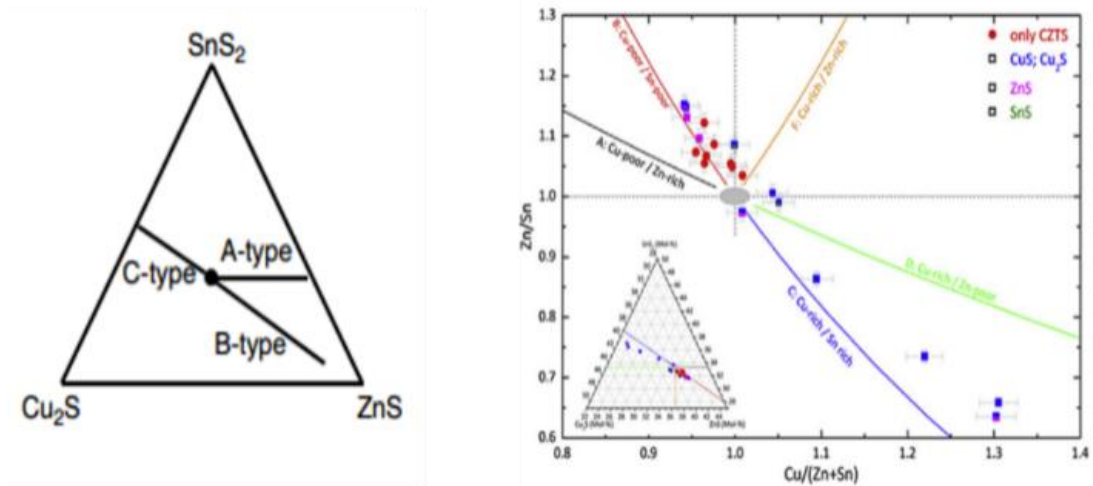 SnS₂
A-type
C-type
B-type
Cu₂S
ZnS
1.3
1.2
1.1
1.0
0.9
0.8
0.7
0.6
Zn/Sn
0.8
0.9
1.0
1.1
1.2
1.3
1.4
Cu/(Zn+Sn)
only CZTS
CuS; Cu₂S
ZnS
SnS
B: Cu-poor / Sn-poor
F: Cu-rich / Zn-rich
A: Cu-poor / Zn-rich
D: Cu-rich / Zn-poor
C: Cu-rich / Sn rich